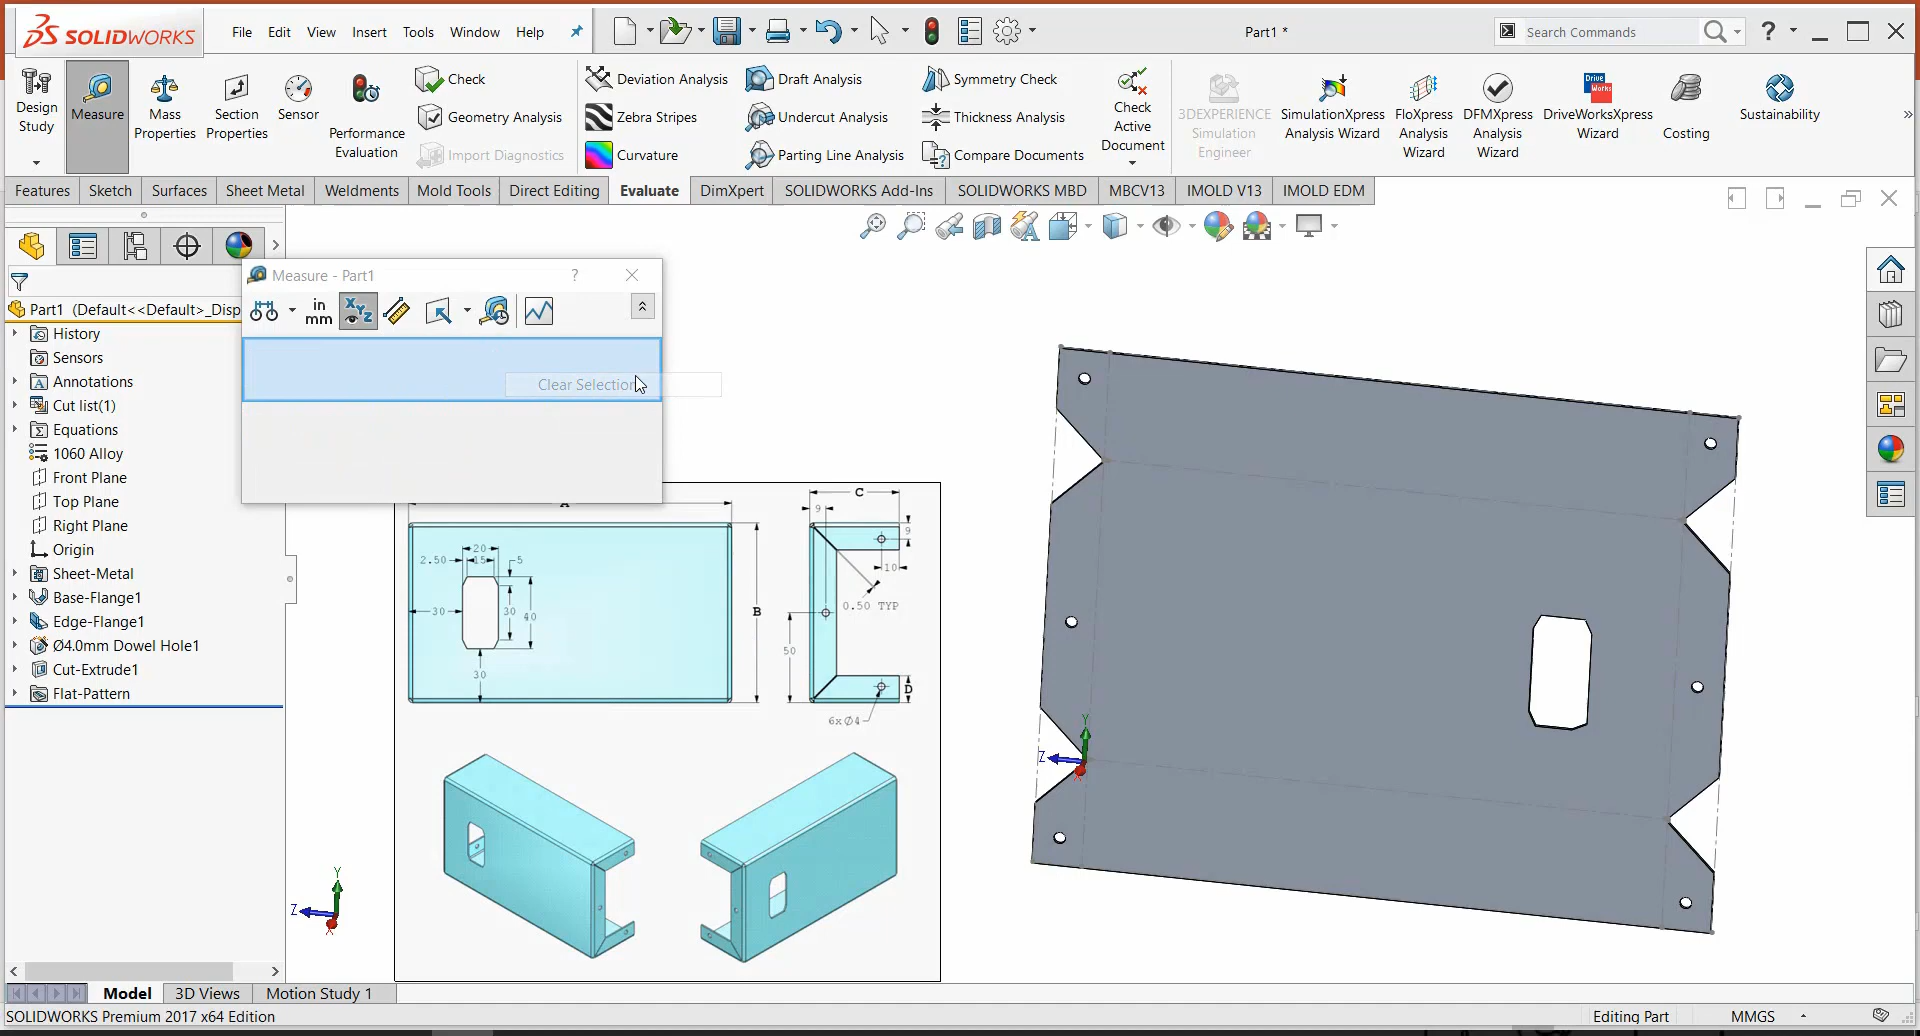 SOLIDWORKS File Edit View Insert Tools Window Help Part1 * Search Commands ?
Design Study
Measure
Mass Properties
Section Properties
Sensor
Performance Evaluation
Check
Geometry Analysis
Import Diagnostics
Deviation Analysis
Zebra Stripes
Curvature
Draft Analysis
Undercut Analysis
Parting Line Analysis
Symmetry Check
Thickness Analysis
Compare Documents
Check Active Document
3DEXPERIENCE Simulation Engineer
SimulationXpress Analysis Wizard
FloXpress Analysis Wizard
DFMXpress Analysis Wizard
Drive Works
DriveWorksXpress Wizard
Costing
Sustainability
Features Sketch Surfaces Sheet Metal Weldments Mold Tools Direct Editing Evaluate DimXpert SOLIDWORKS Add-Ins SOLIDWORKS MBD MBCV13 IMOLD V13 IMOLD EDM
Part1 (Default<<Default>_Disp
History
Sensors
Annotations
Cut list(1)
Equations
1060 Alloy
Front Plane
Top Plane
Right Plane
Origin
Sheet-Metal
Base-Flange1
Edge-Flange1
Ø4.0mm Dowel Hole1
Cut-Extrude1
Flat-Pattern
Measure - Part1 ?
in
mm
XYZ
Clear Selection
A
20
2.50
15
5
30
30
40
30
B
C
9
9
10
0.50 TYP
50
D
6x Ø4
Y
Z
X
Y
Z
X
Model 3D Views Motion Study 1
SOLIDWORKS Premium 2017 x64 Edition Editing Part MMGS